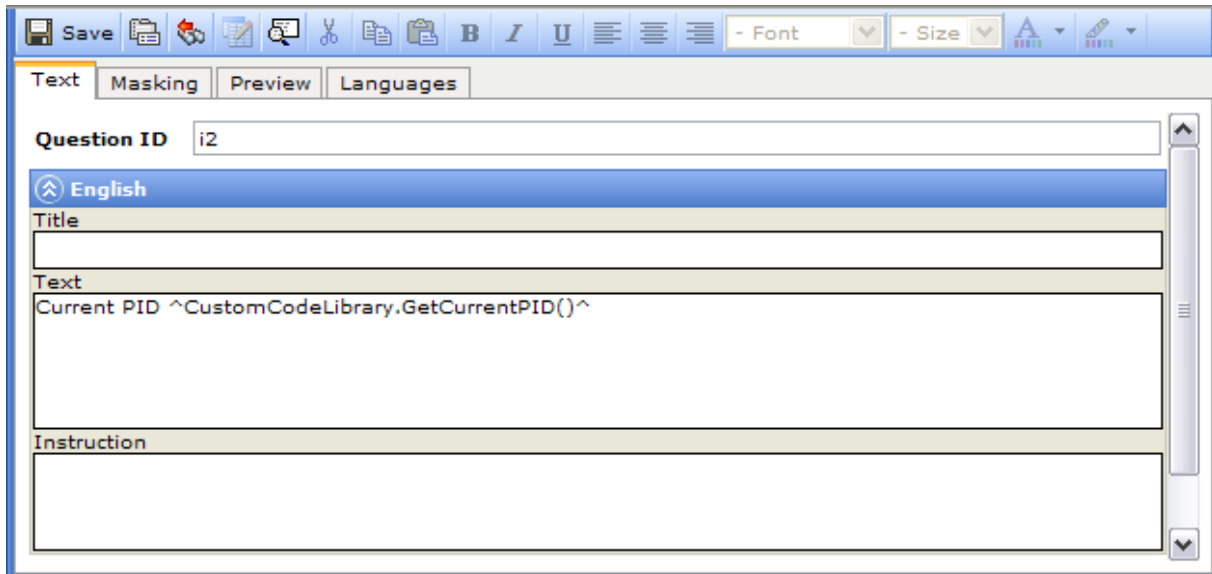 Save B I U - Font - Size A
Text Masking Preview Languages
Question ID i2
English
Title
Text
Current PID ^CustomCodeLibrary.GetCurrentPID()^
Instruction